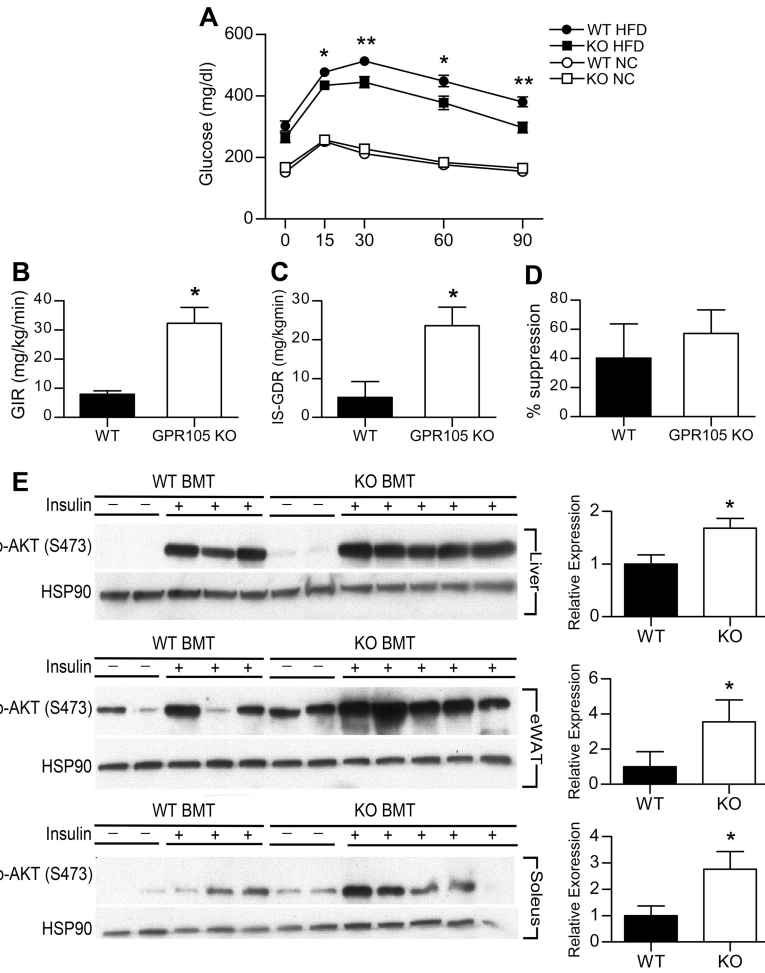 A
WT HFD
KO HFD
WT NC
KO NC
Glucose (mg/dl)
600
400
200
0
* ** * **
0 15 30 60 90
B
GIR (mg/kg/min)
40
30
20
10
0
*
WT GPR105 KO
C
IS-GDR (mg/kgmin)
30
20
10
0
*
WT GPR105 KO
D
% suppression
80
60
40
20
0
WT GPR105 KO
E
WT BMT KO BMT
Insulin − − + + + − − + + + + +
p-AKT (S473)
HSP90
Liver
Relative Expression
2
1
0
*
WT KO
WT BMT KO BMT
Insulin − − + + + − − + + + + +
p-AKT (S473)
HSP90
eWAT
Relative Expression
6
4
2
0
*
WT KO
WT BMT KO BMT
Insulin − − + + + − − + + + + +
p-AKT (S473)
HSP90
Soleus
Relative Exoression
4
3
2
1
0
*
WT KO